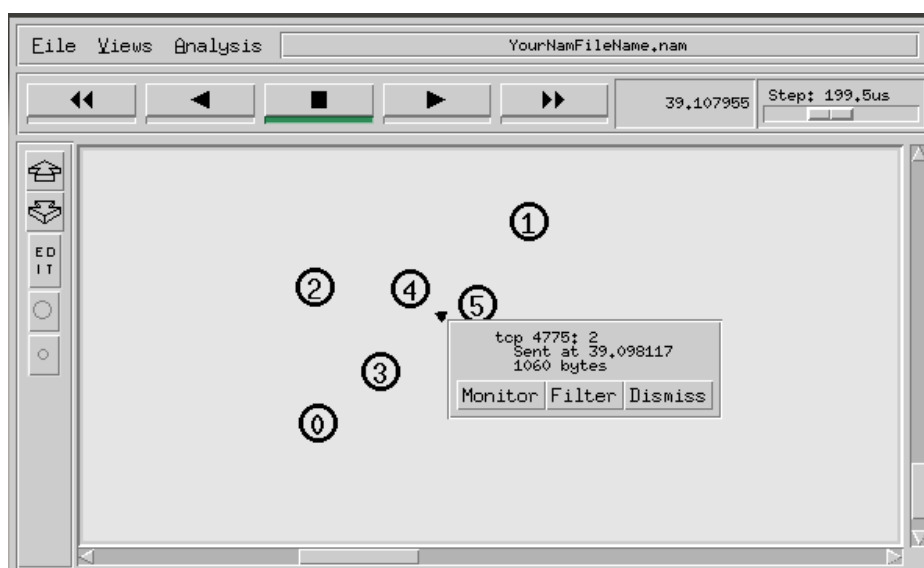 File Views Analysis YourNamFileName.nam
39.107955 Step: 199.5us
ED
IT
1
2 4 5
tcp 4775: 2
Sent at 39.098117
1060 bytes
3
Monitor Filter Dismiss
0